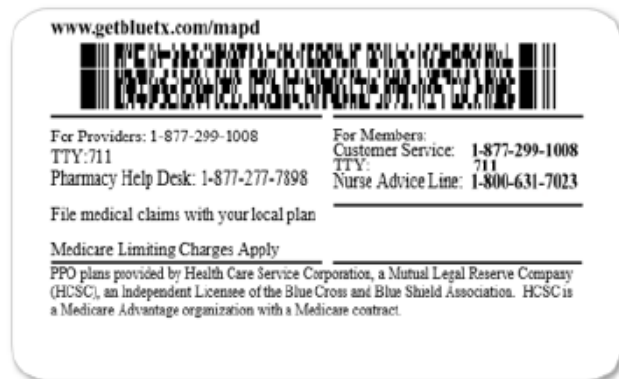 www.getbluetx.com/mapd
For Providers: 1-877-299-1008
TTY:711
Pharmacy Help Desk: 1-877-277-7898
File medical claims with your local plan
Medicare Limiting Charges Apply
For Members:
Customer Service: 1-877-299-1008
TTY: 711
Nurse Advice Line: 1-800-631-7023
PPO plans provided by Health Care Service Corporation, a Mutual Legal Reserve Company
(HCSC), an Independent Licensee of the Blue Cross and Blue Shield Association. HCSC is
a Medicare Advantage organization with a Medicare contract.